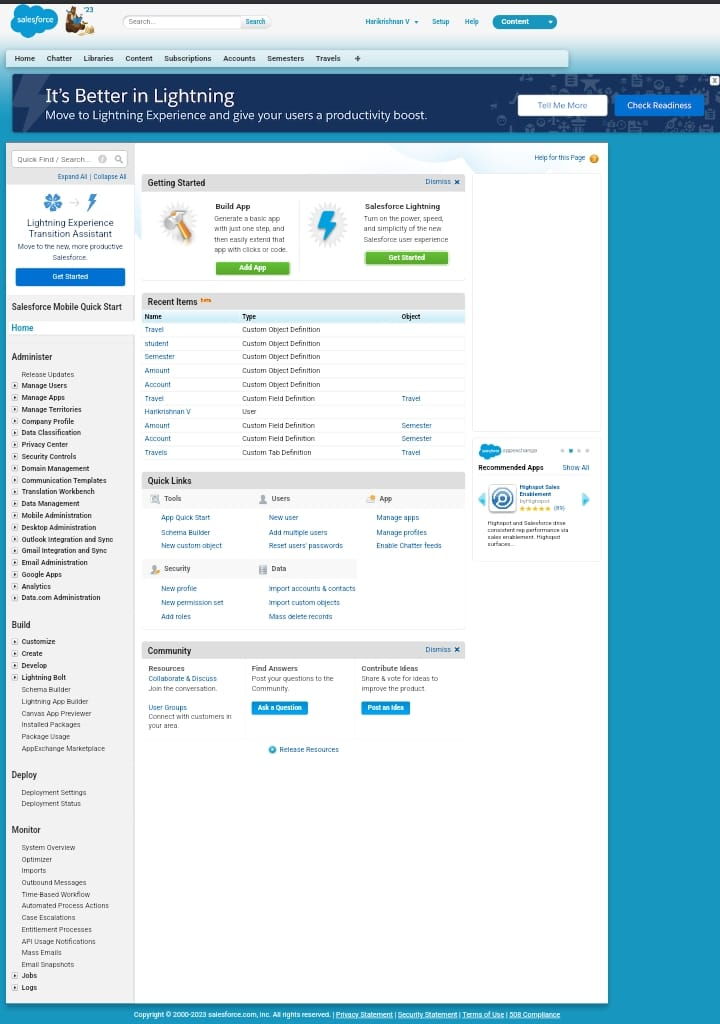 salesforce
'23
Search...
Search
Harikrishnan V
Setup
Help
Content
Home
Chatter
Libraries
Content
Subscriptions
Accounts
Semesters
Travels
+
It's Better in Lightning
Move to Lightning Experience and give your users a productivity boost.
Tell Me More
Check Readiness
X
Quick Find / Search...
Expand All | Collapse All
Lightning Experience
Transition Assistant
Move to the new, more productive
Salesforce.
Get Started
Salesforce Mobile Quick Start
Home
Administer
Release Updates
Manage Users
Manage Apps
Manage Territories
Company Profile
Data Classification
Privacy Center
Security Controls
Domain Management
Communication Templates
Translation Workbench
Data Management
Mobile Administration
Desktop Administration
Outlook Integration and Sync
Gmail Integration and Sync
Email Administration
Google Apps
Analytics
Data.com Administration
Build
Customize
Create
Develop
Lightning Bolt
Schema Builder
Lightning App Builder
Canvas App Previewer
Installed Packages
Package Usage
AppExchange Marketplace
Deploy
Deployment Settings
Deployment Status
Monitor
System Overview
Optimizer
Imports
Outbound Messages
Time-Based Workflow
Automated Process Actions
Case Escalations
Entitlement Processes
API Usage Notifications
Mass Emails
Email Snapshots
Jobs
Logs
Help for this Page ?
Getting Started
Dismiss X
Build App
Generate a basic app
with just one step, and
then easily extend that
app with clicks or code.
Add App
Salesforce Lightning
Turn on the power, speed,
and simplicity of the new
Salesforce user experience
Get Started
Recent Items beta
Name Type Object
Travel Custom Object Definition
student Custom Object Definition
Semester Custom Object Definition
Amount Custom Object Definition
Account Custom Object Definition
Travel Custom Field Definition Travel
Harikrishnan V User
Amount Custom Field Definition Semester
Account Custom Field Definition Semester
Travels Custom Tab Definition Travel
Quick Links
Tools
App Quick Start
Schema Builder
New custom object
Users
New user
Add multiple users
Reset users' passwords
App
Manage apps
Manage profiles
Enable Chatter feeds
Security
New profile
New permission set
Add roles
Data
Import accounts & contacts
Import custom objects
Mass delete records
Community
Dismiss X
Resources
Collaborate & Discuss
Join the conversation.
User Groups
Connect with customers in
your area.
Find Answers
Post your questions to the
Community.
Ask a Question
Contribute Ideas
Share & vote for ideas to
improve the product.
Post an Idea
Release Resources
salesforce appexchange
Recommended Apps
Show All
Highspot Sales
Enablement
by Highspot
(89)
Highspot and Salesforce drive
consistent rep performance via
sales enablement. Highspot
surfaces...
Copyright © 2000-2023 salesforce.com, inc. All rights reserved. | Privacy Statement | Security Statement | Terms of Use | 508 Compliance